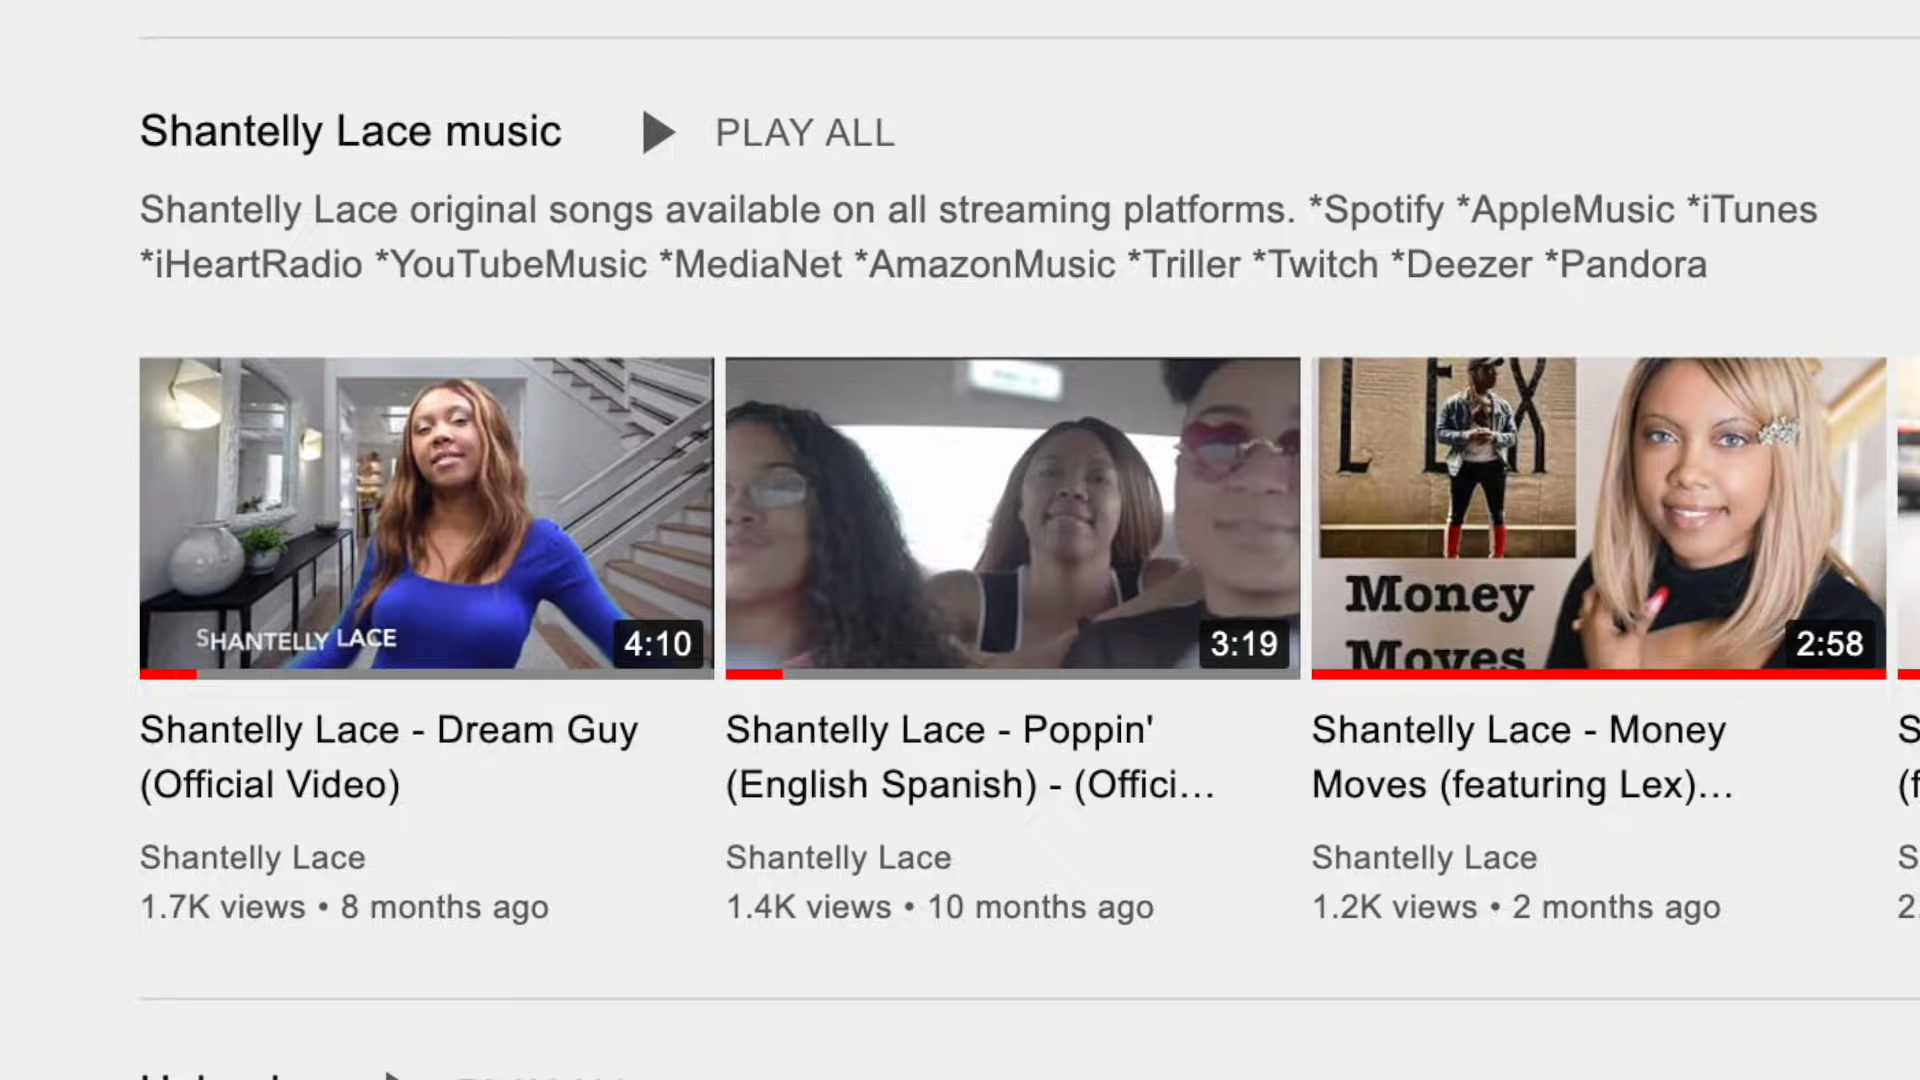 Shantelly Lace music PLAY ALL
Shantelly Lace original songs available on all streaming platforms. *Spotify *AppleMusic *iTunes
*iHeartRadio *YouTubeMusic *MediaNet *AmazonMusic *Triller *Twitch *Deezer *Pandora
SHANTELLY LACE
4:10
3:19
LEX
Money
Moves
2:58
Shantelly Lace - Dream Guy
(Official Video)
Shantelly Lace
1.7K views • 8 months ago
Shantelly Lace - Poppin'
(English Spanish) - (Offici...
Shantelly Lace
1.4K views • 10 months ago
Shantelly Lace - Money
Moves (featuring Lex)...
Shantelly Lace
1.2K views • 2 months ago